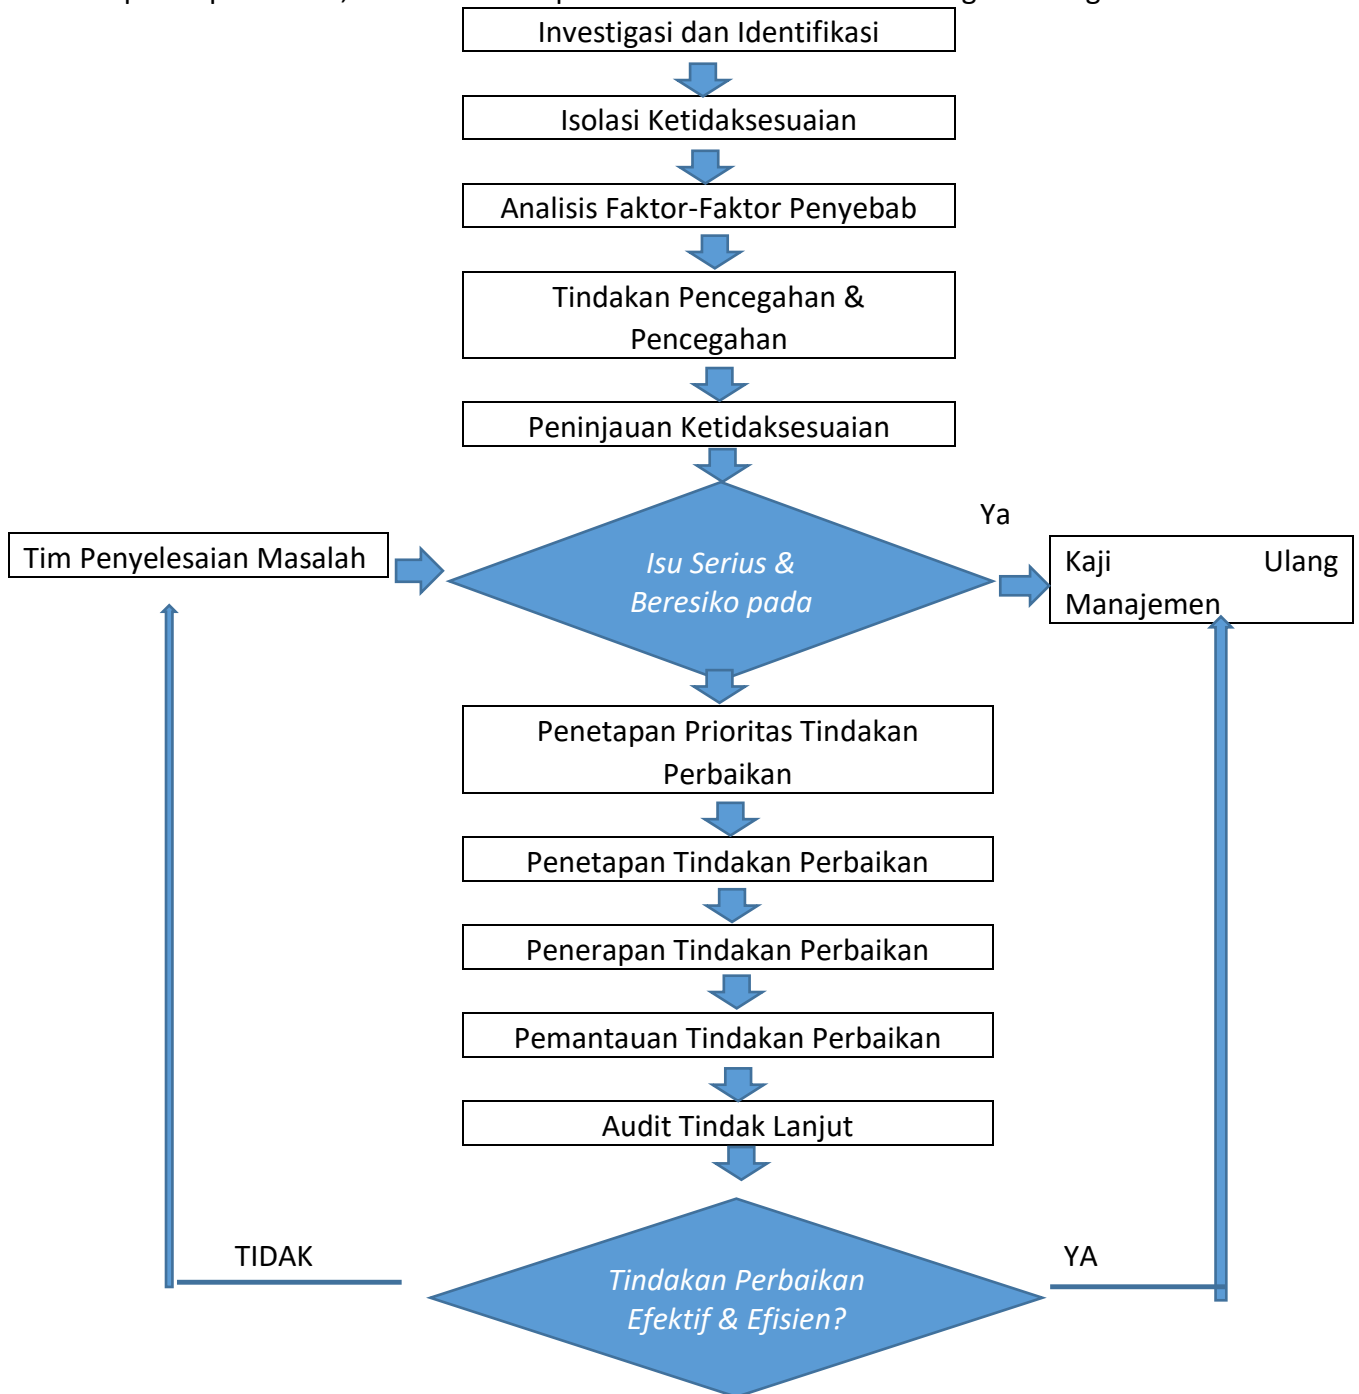 Investigasi dan Identifikasi
Isolasi Ketidaksesuaian
Analisis Faktor-Faktor Penyebab
Tindakan Pencegahan &
Pencegahan
Peninjauan Ketidaksesuaian
Ya
Tim Penyelesaian Masalah
Isu Serius &
Beresiko pada
Kaji Ulang
Manajemen
Penetapan Prioritas Tindakan
Perbaikan
Penetapan Tindakan Perbaikan
Penerapan Tindakan Perbaikan
Pemantauan Tindakan Perbaikan
Audit Tindak Lanjut
TIDAK
YA
Tindakan Perbaikan
Efektif & Efisien?